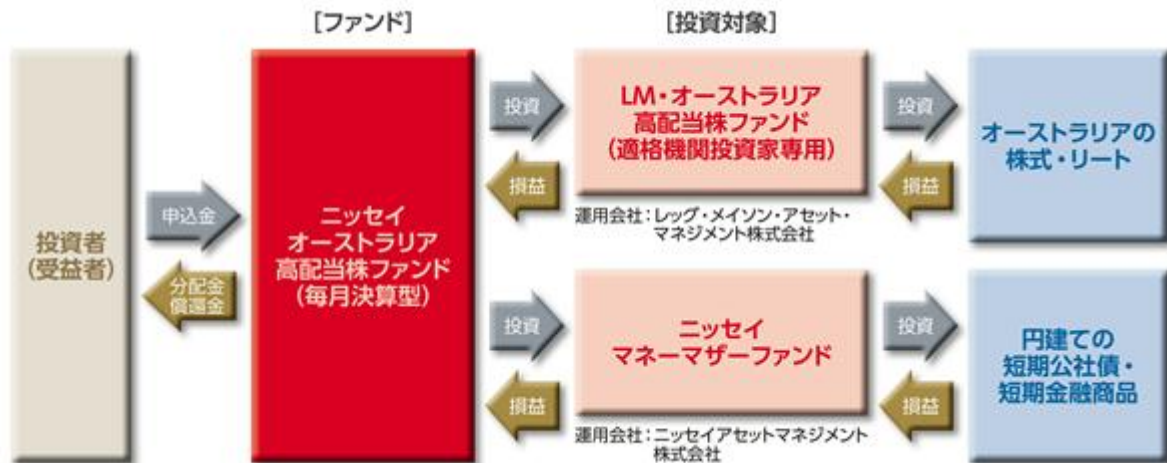 [ファンド]
[投資対象]
投資者
(受益者)
申込金
分配金
償還金
ニッセイ
オーストラリア
高配当株ファンド
(毎月決算型)
投資
損益
LM・オーストラリア
高配当株ファンド
(適格機関投資家専用)
運用会社:レッグ・メイソン・アセット・
マネジメント株式会社
投資
損益
オーストラリアの
株式・リート
投資
損益
ニッセイ
マネーマザーファンド
運用会社:ニッセイアセットマネジメント
株式会社
投資
損益
円建ての
短期公社債・
短期金融商品